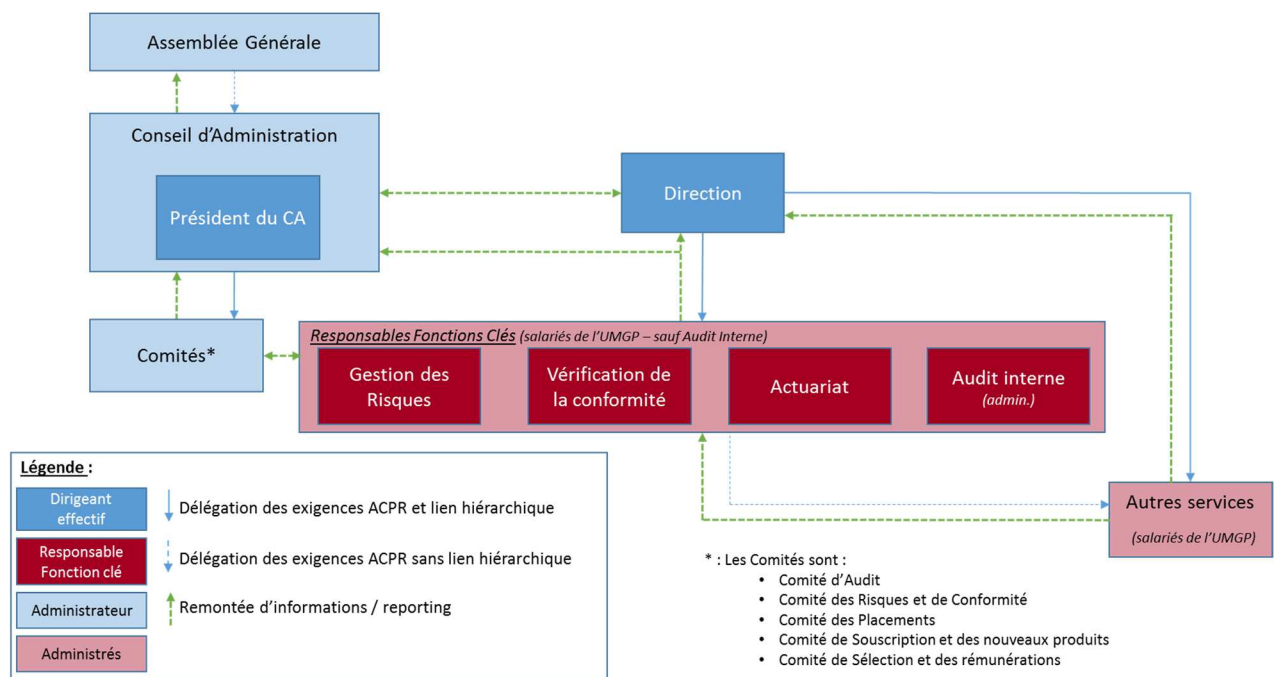 Assemblée Générale
Conseil d'Administration
Président du CA
Direction
Comités*
Responsables Fonctions Clés (salariés de l'UMGP – sauf Audit Interne)
Gestion des
Risques
Vérification de
la conformité
Actuariat
Audit interne
(admin.)
Autres services
(salariés de l'UMGP)
Légende :
Dirigeant
effectif
Délégation des exigences ACPR et lien hiérarchique
Responsable
Fonction clé
Délégation des exigences ACPR sans lien hiérarchique
Administrateur
Remontée d'informations / reporting
Administrés
* : Les Comités sont :
• Comité d'Audit
• Comité des Risques et de Conformité
• Comité des Placements
• Comité de Souscription et des nouveaux produits
• Comité de Sélection et des rémunérations